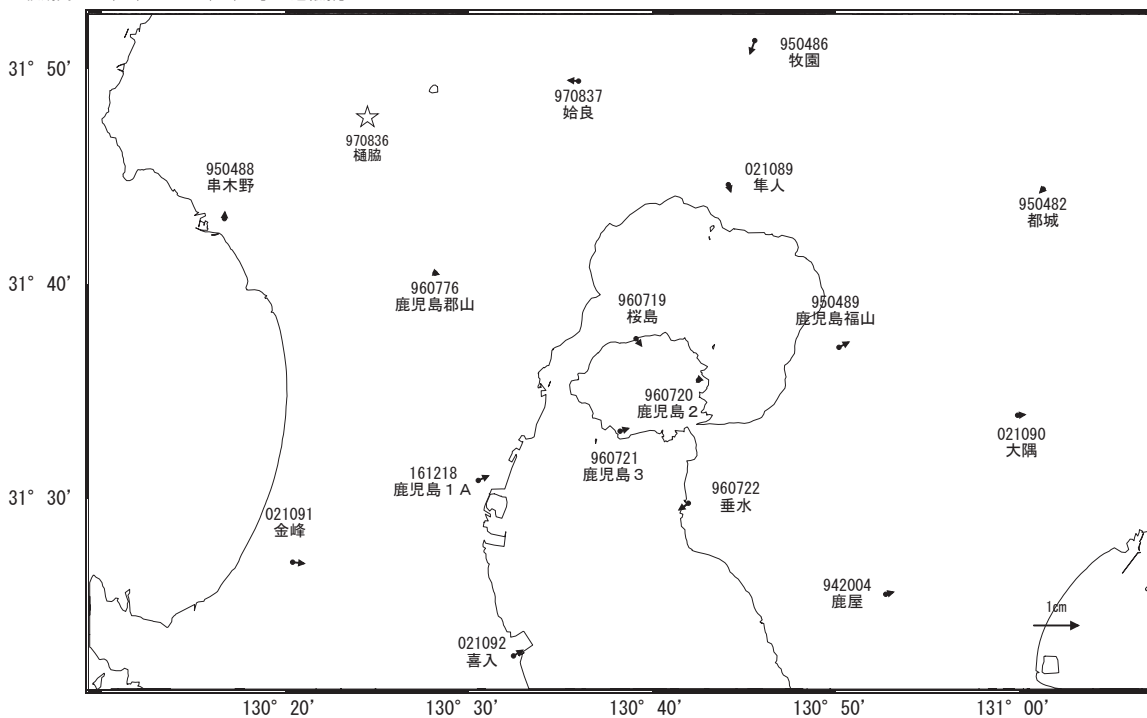 950486
牧園
31° 50'
970837
姶良
970836
樋脇
950488
串木野
021089
隼人
950482
都城
31° 40'
960776
鹿児島郡山
960719
桜島
950489
鹿児島福山
960720
鹿児島2
021090
大隅
960721
鹿児島3
161218
鹿児島1A
31° 30'
960722
垂水
021091
金峰
942004
鹿屋
1cm
021092
喜入
130° 20'
130° 30'
130° 40'
130° 50'
131° 00'